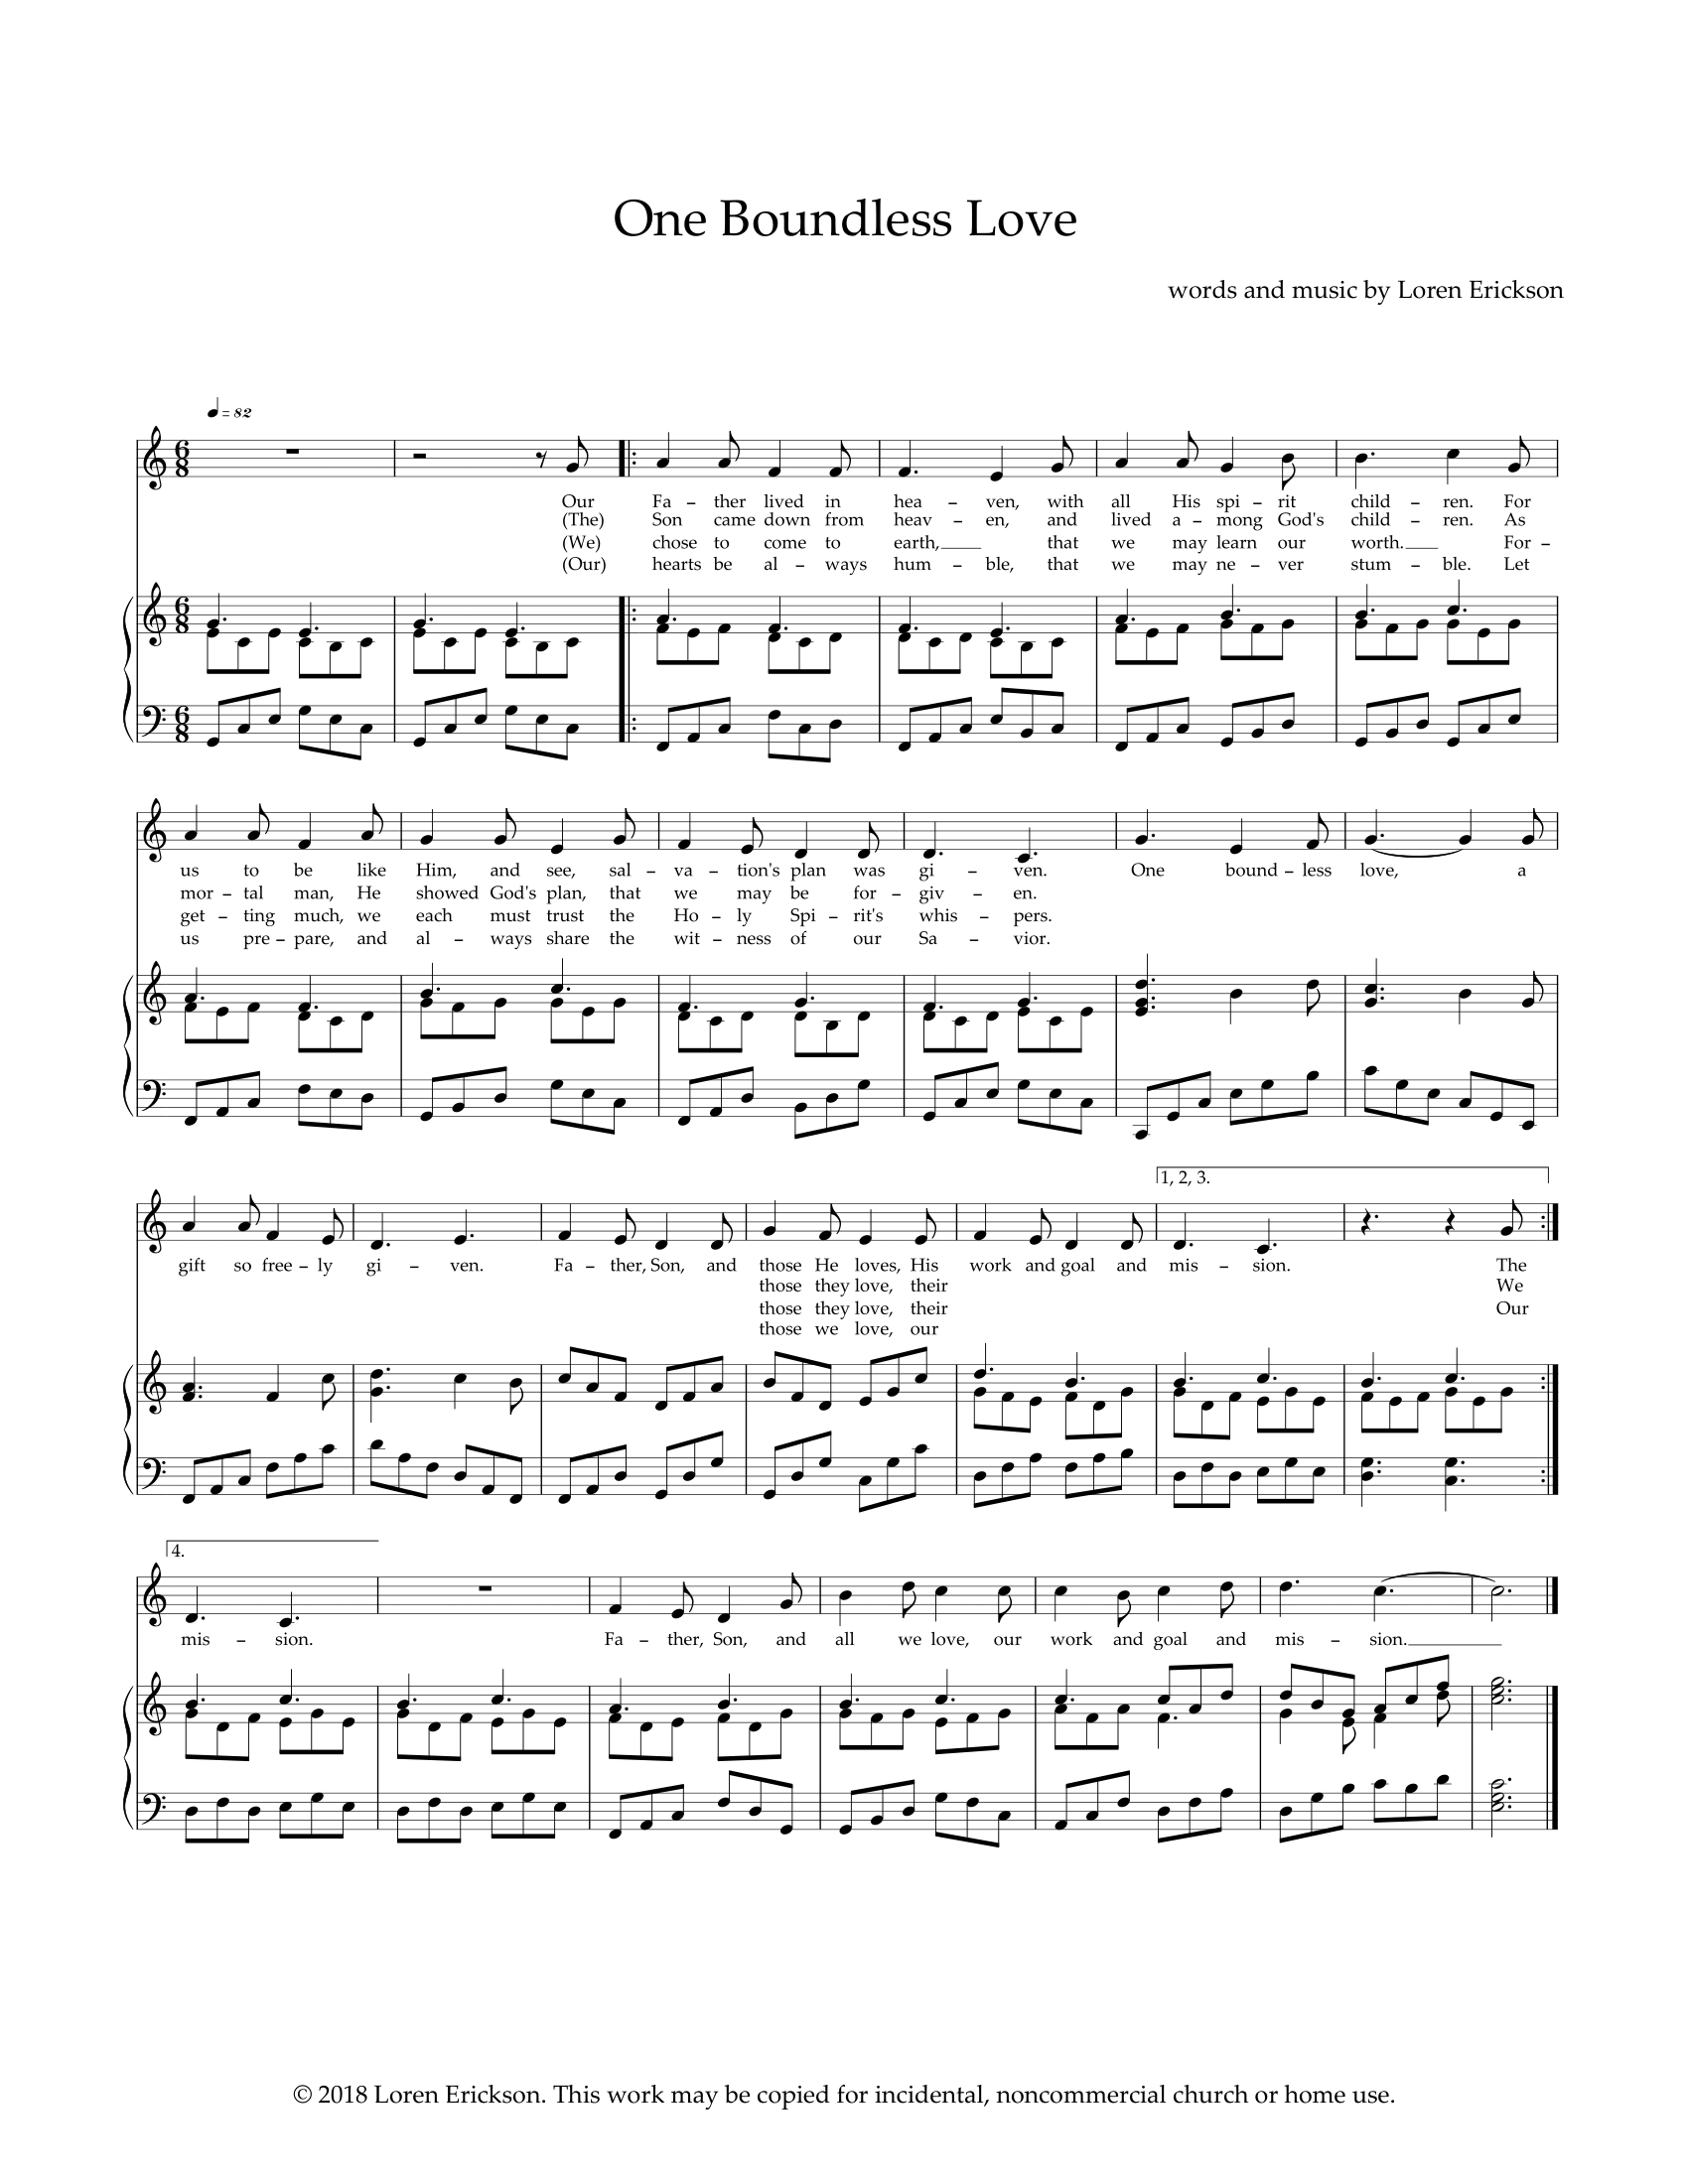 One Boundless Love
words and music by Loren Erickson
= 82
Our Fa - ther lived in hea - ven, with all His spi - rit child - ren. For
(The) Son came down from heav - en, and lived a - mong God's child - ren. As
(We) chose to come to earth, that we may learn our worth. For -
(Our) hearts be al - ways hum - ble, that we may ne - ver stum - ble. Let
us to be like Him, and see, sal - va - tion's plan was gi - ven. One bound - less love, a
mor - tal man, He showed God's plan, that we may be for - giv - en.
get - ting much, we each must trust the Ho - ly Spi - rit's whis - pers.
us pre - pare, and al - ways share the wit - ness of our Sa - vior.
1, 2, 3.
gift so free - ly gi - ven. Fa - ther, Son, and those He loves, His work and goal and mis - sion. The
those they love, their We
those they love, their Our
those we love, our
4.
mis - sion. Fa - ther, Son, and all we love, our work and goal and mis - sion.
© 2018 Loren Erickson. This work may be copied for incidental, noncommercial church or home use.